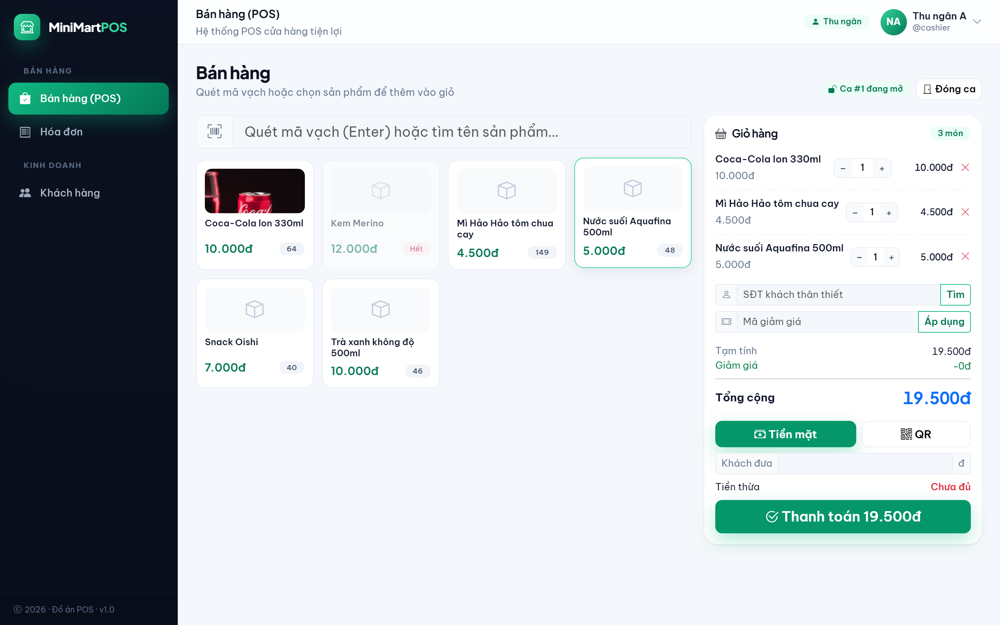 MiniMartPOS
BÁN HÀNG
Bán hàng (POS)
Hóa đơn
KINH DOANH
Khách hàng
© 2026 · Đồ án POS · v1.0
Bán hàng (POS)
Hệ thống POS cửa hàng tiện lợi
Thu ngân
NA
Thu ngân A
@cashier
Bán hàng
Quét mã vạch hoặc chọn sản phẩm để thêm vào giỏ
Ca #1 đang mở
Đóng ca
Quét mã vạch (Enter) hoặc tìm tên sản phẩm...
Coca-Cola lon 330ml
10.000đ
64
Kem Merino
12.000đ
Hết
Mì Hảo Hảo tôm chua
cay
4.500đ
149
Nước suối Aquafina
500ml
5.000đ
48
Snack Oishi
7.000đ
40
Trà xanh không độ
500ml
10.000đ
46
Giỏ hàng
3 món
Coca-Cola lon 330ml
10.000đ
− 1 +
10.000đ
Mì Hảo Hảo tôm chua cay
4.500đ
− 1 +
4.500đ
Nước suối Aquafina 500ml
5.000đ
− 1 +
5.000đ
SĐT khách thân thiết
Tìm
Mã giảm giá
Áp dụng
Tạm tính 19.500đ
Giảm giá -0đ
Tổng cộng 19.500đ
Tiền mặt
QR
Khách đưa đ
Tiền thừa Chưa đủ
Thanh toán 19.500đ